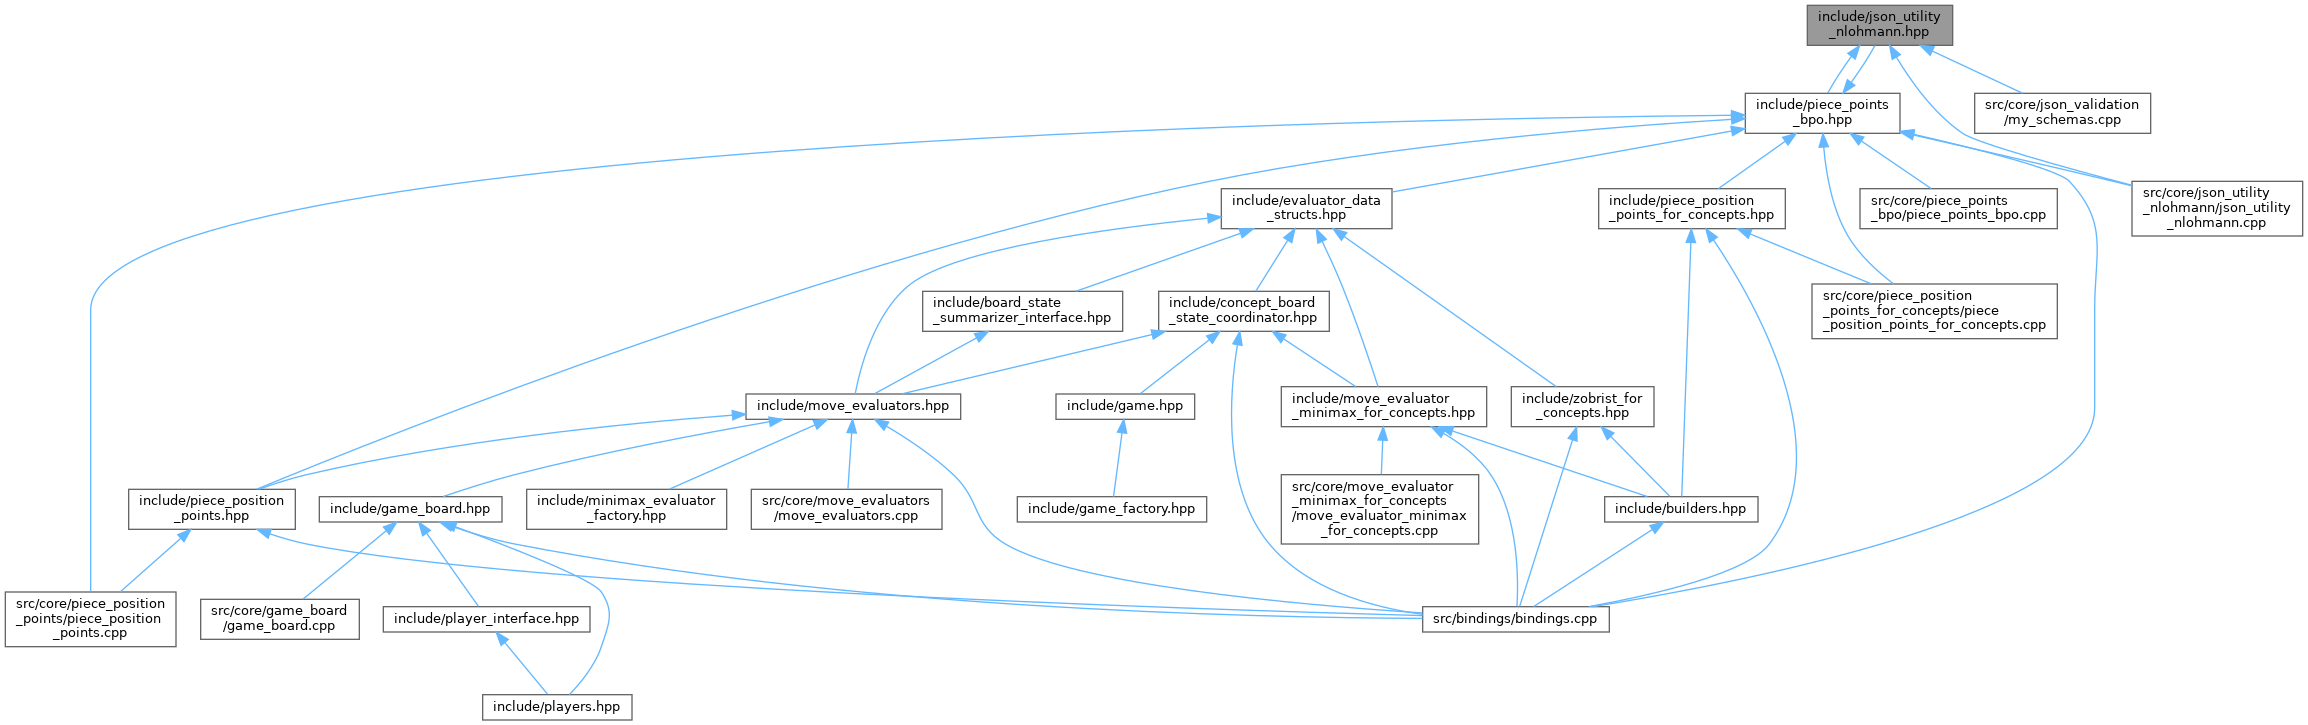 include/json_utility
_nlohmann.hpp
include/piece_points
_bpo.hpp
src/core/json_validation
/my_schemas.cpp
include/evaluator_data
_structs.hpp
include/piece_position
_points_for_concepts.hpp
src/core/piece_points
_bpo/piece_points_bpo.cpp
src/core/json_utility
_nlohmann/json_utility
_nlohmann.cpp
include/board_state
_summarizer_interface.hpp
include/concept_board
_state_coordinator.hpp
src/core/piece_position
_points_for_concepts/piece
_position_points_for_concepts.cpp
include/move_evaluators.hpp
include/game.hpp
include/move_evaluator
_minimax_for_concepts.hpp
include/zobrist_for
_concepts.hpp
include/piece_position
_points.hpp
include/game_board.hpp
include/minimax_evaluator
_factory.hpp
src/core/move_evaluators
/move_evaluators.cpp
include/game_factory.hpp
src/core/move_evaluator
_minimax_for_concepts
/move_evaluator_minimax
_for_concepts.cpp
include/builders.hpp
src/core/piece_position
_points/piece_position
_points.cpp
src/core/game_board
/game_board.cpp
include/player_interface.hpp
src/bindings/bindings.cpp
include/players.hpp